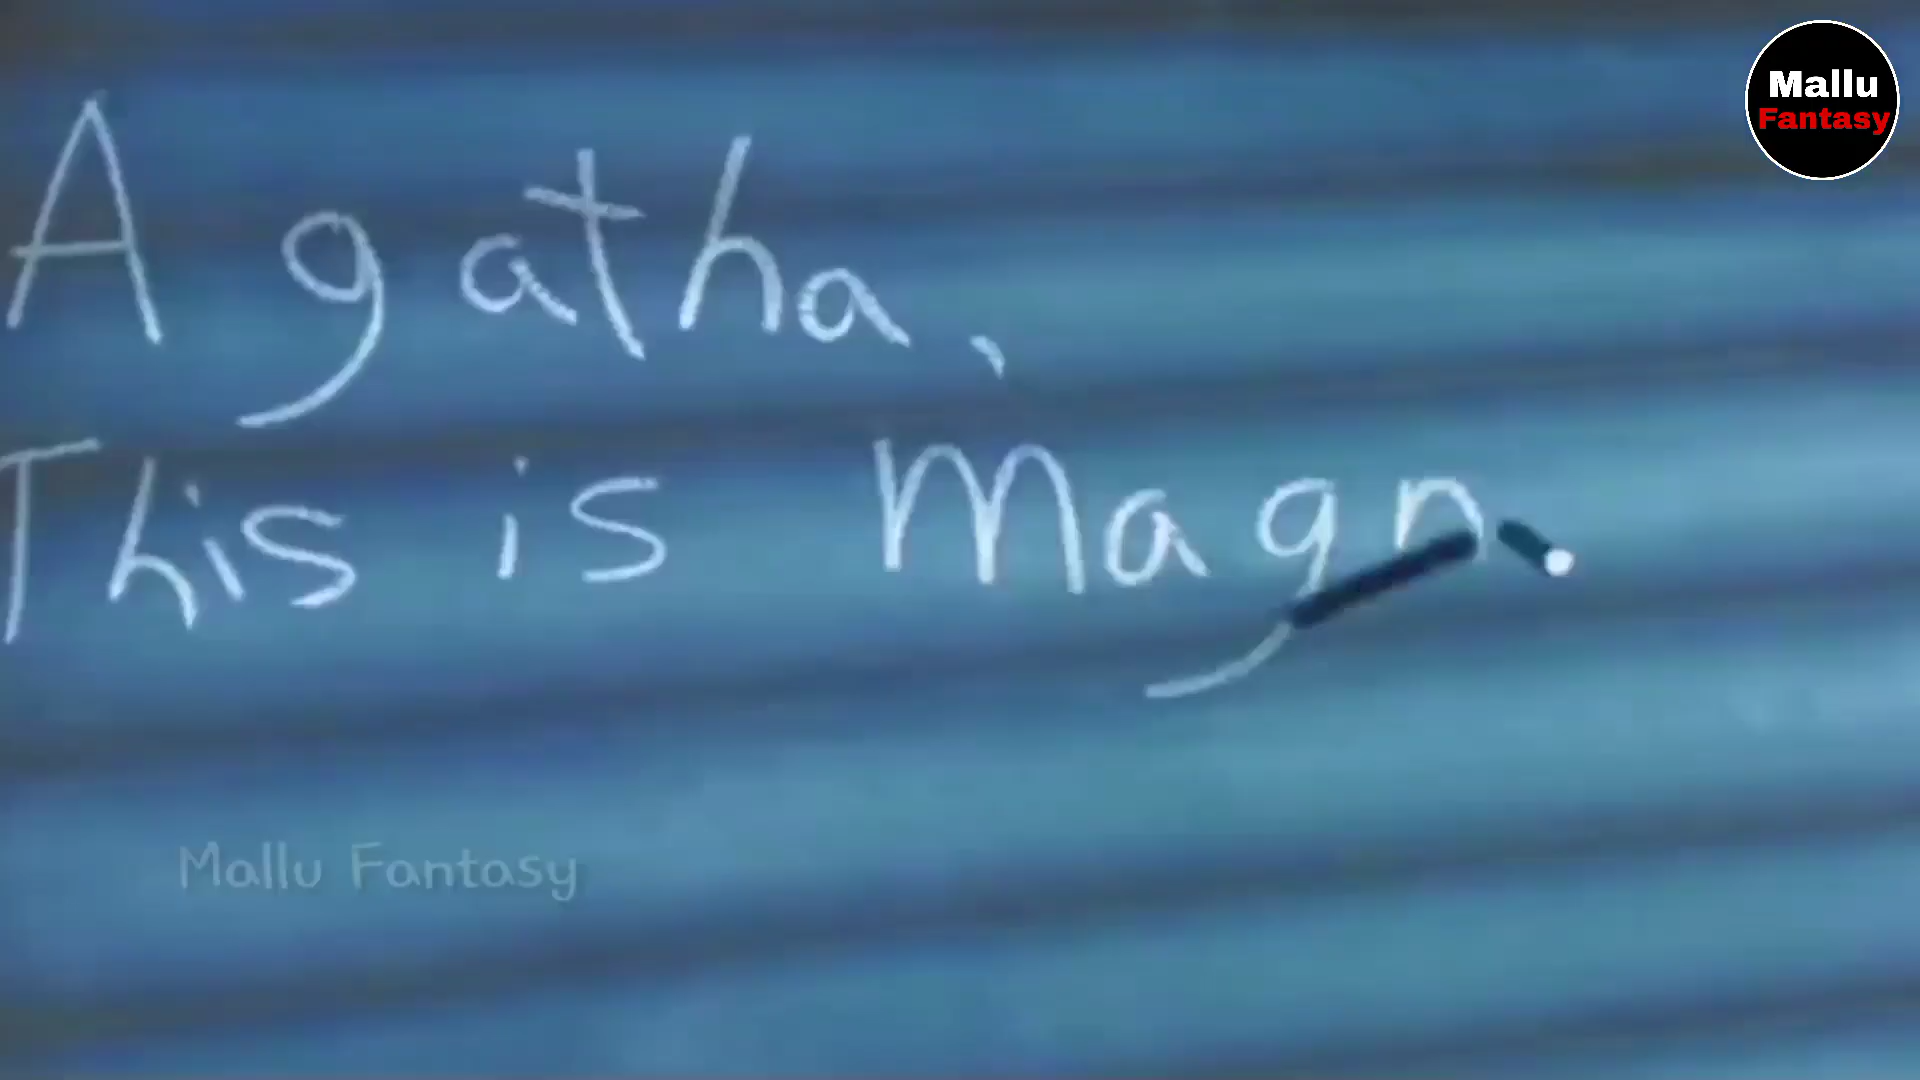 Mallu
Fantasy
Agatha,
This is Magn
Mallu Fantasy